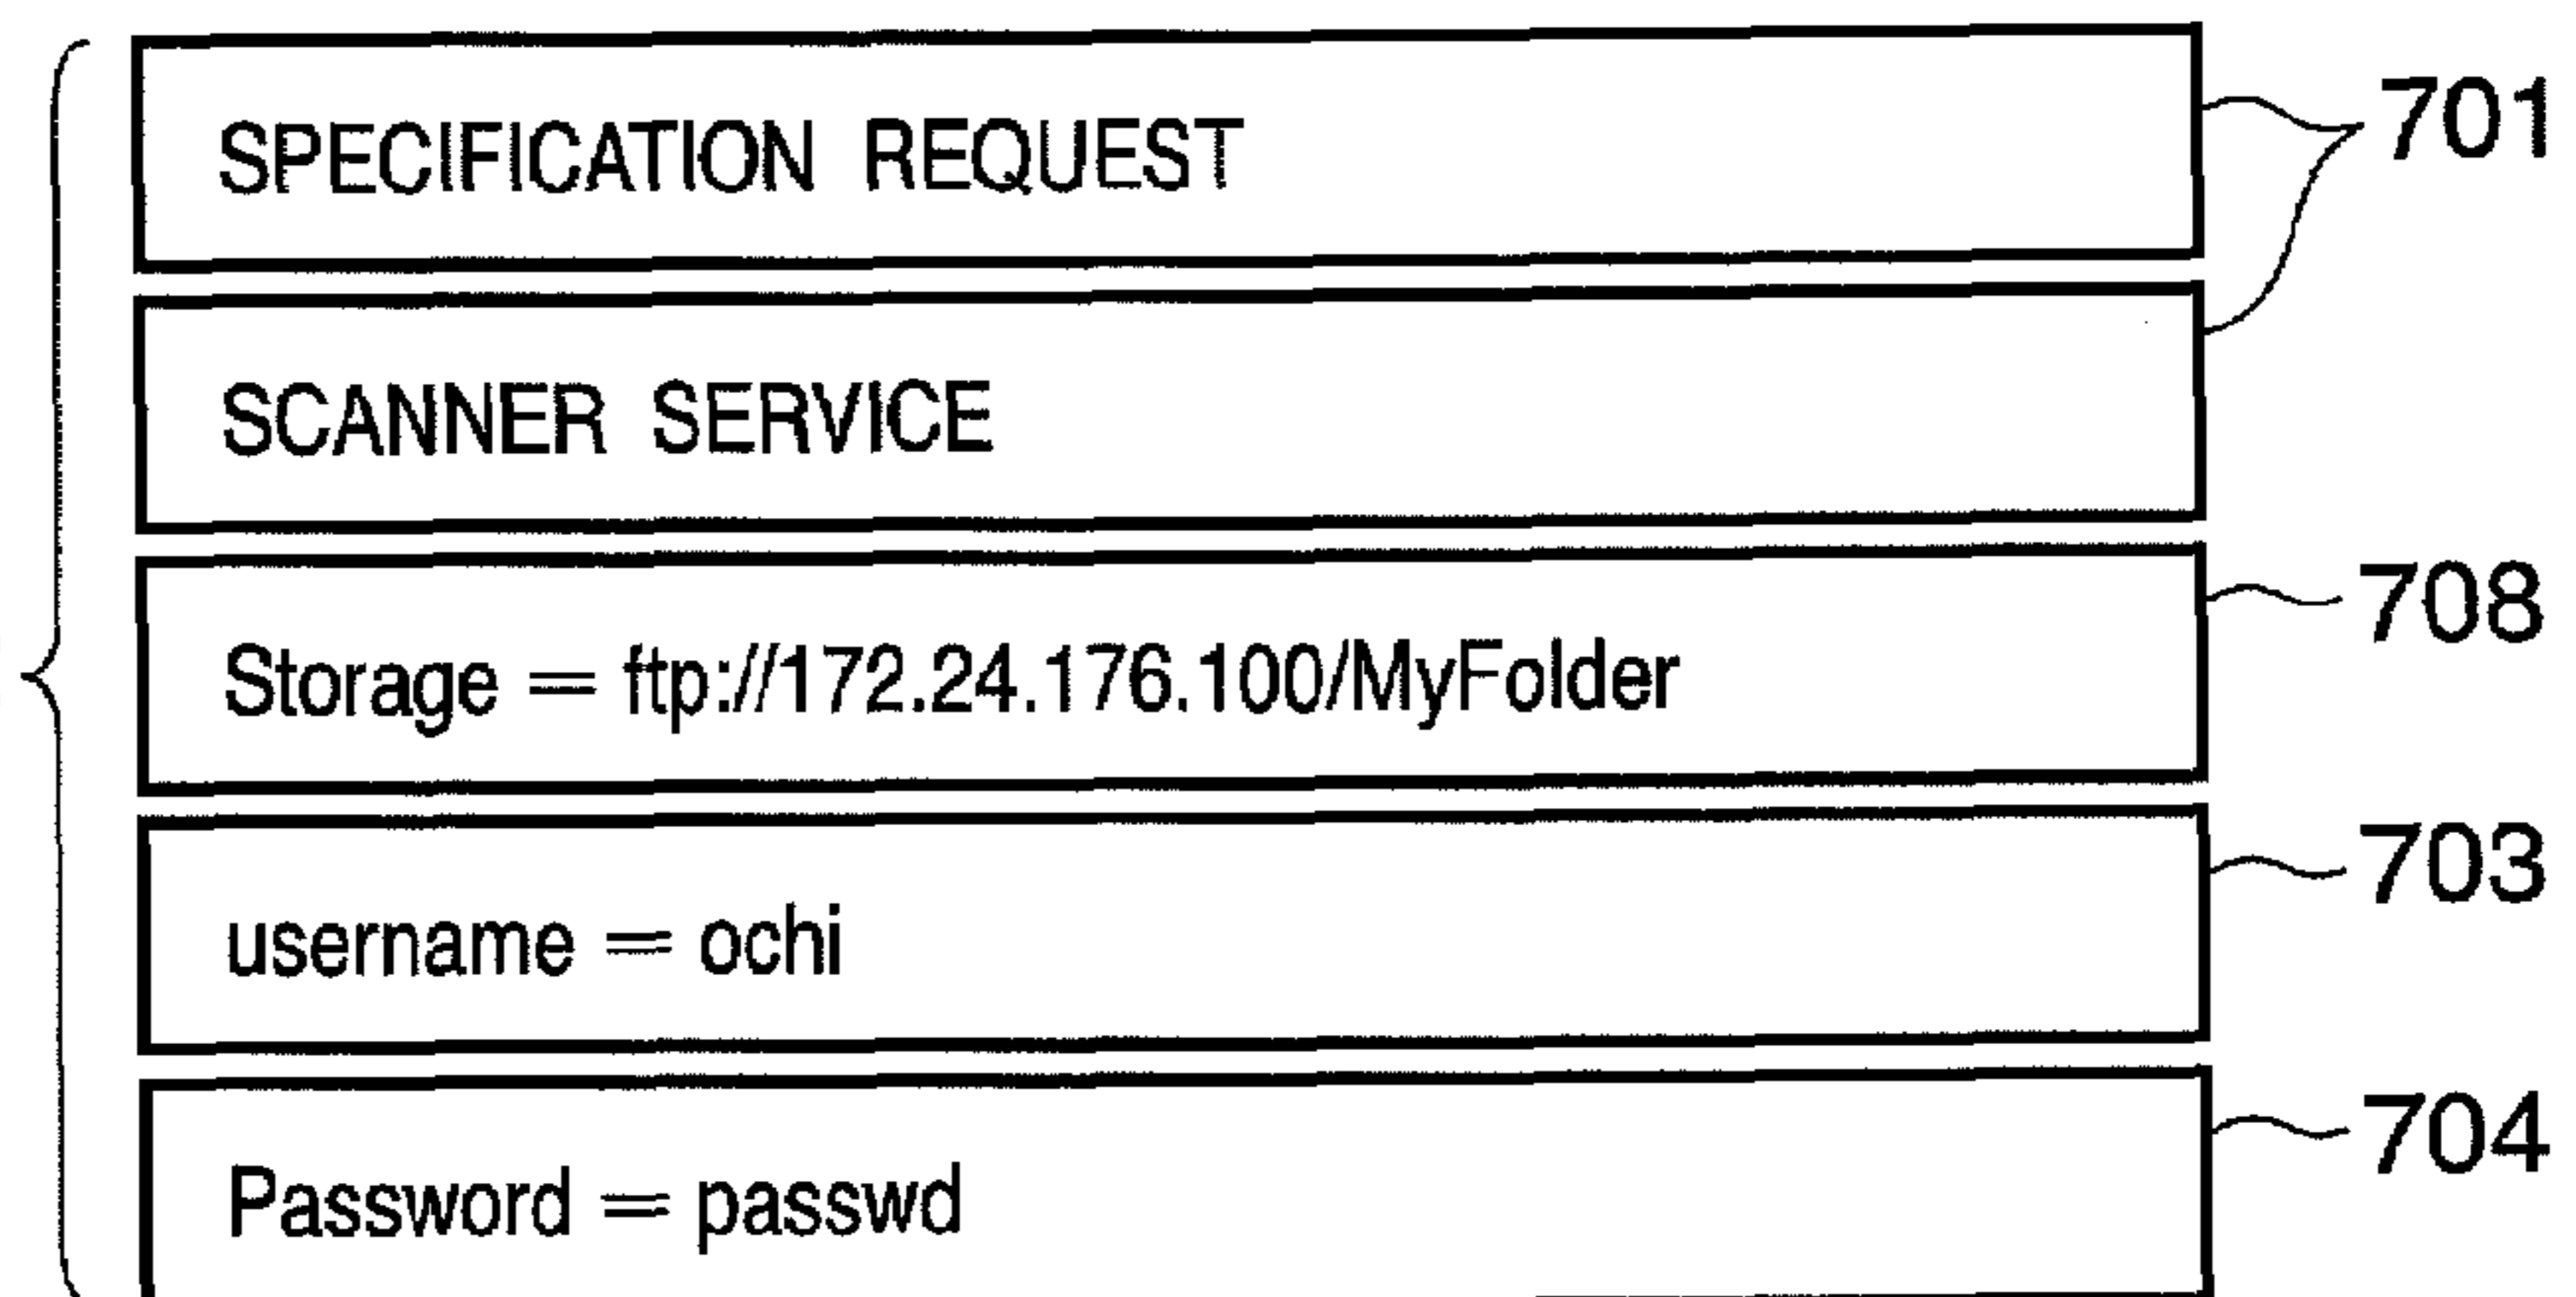 SPECIFICATION REQUEST
701
SCANNER SERVICE
Storage = ftp://172.24.176.100/MyFolder
708
username = ochi
703
Password = passwd
704